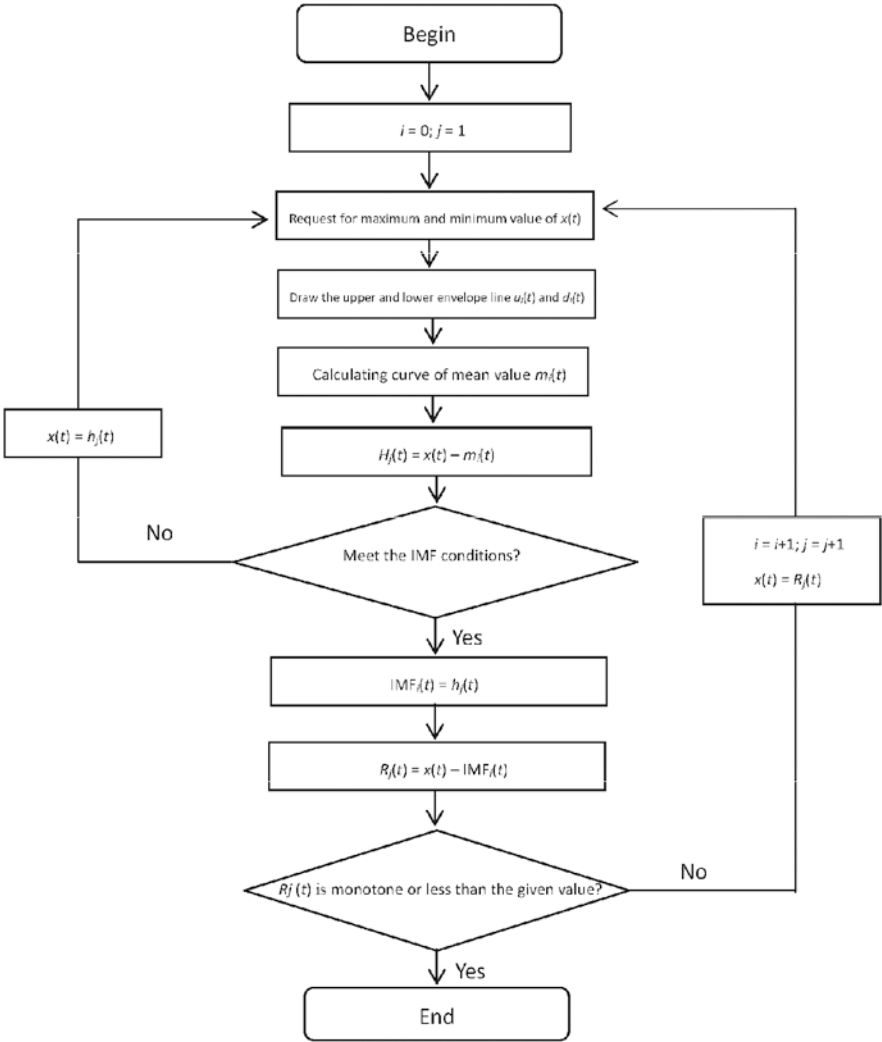 Begin
i = 0; j = 1
Request for maximum and minimum value of x(t)
Draw the upper and lower envelope line uᵢ(t) and dᵢ(t)
Calculating curve of mean value mᵢ(t)
x(t) = hⱼ(t)
Hⱼ(t) = x(t) – mᵢ(t)
No
Meet the IMF conditions?
i = i+1; j = j+1
x(t) = Rⱼ(t)
Yes
IMFᵢ(t) = hⱼ(t)
Rⱼ(t) = x(t) – IMFᵢ(t)
Rj (t) is monotone or less than the given value?
No
Yes
End